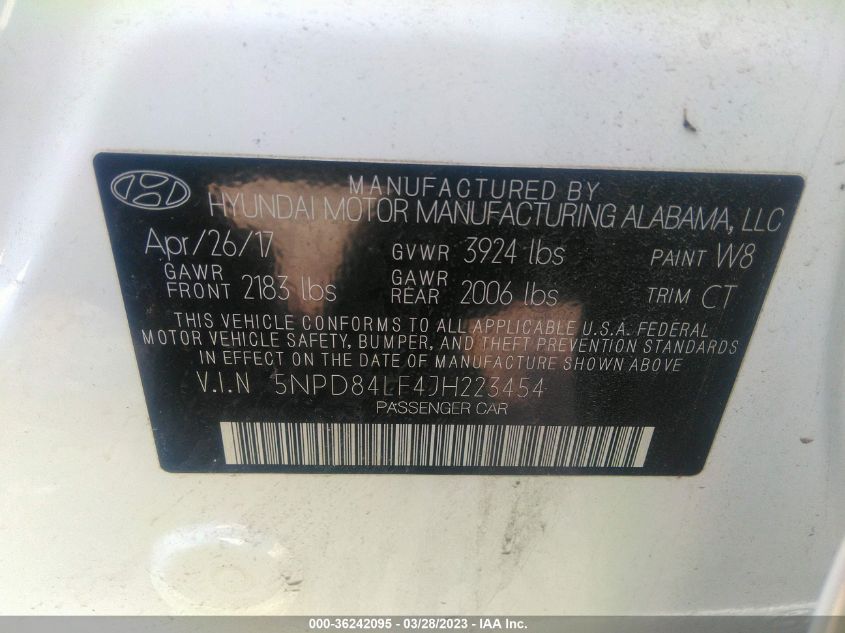 MANUFACTURED BY
HYUNDAI MOTOR MANUFACTURING ALABAMA, LLC
Apr/26/17 GVWR 3924 lbs PAINT W8
GAWR FRONT 2183 lbs GAWR REAR 2006 lbs TRIM CT
THIS VEHICLE CONFORMS TO ALL APPLICABLE U.S.A. FEDERAL
MOTOR VEHICLE SAFETY, BUMPER, AND THEFT PREVENTION STANDARDS
IN EFFECT ON THE DATE OF MANUFACTURE SHOWN ABOVE
V.I.N 5NPD84LF4JH223454
PASSENGER CAR
000-36242095 - 03/28/2023 - IAA Inc.